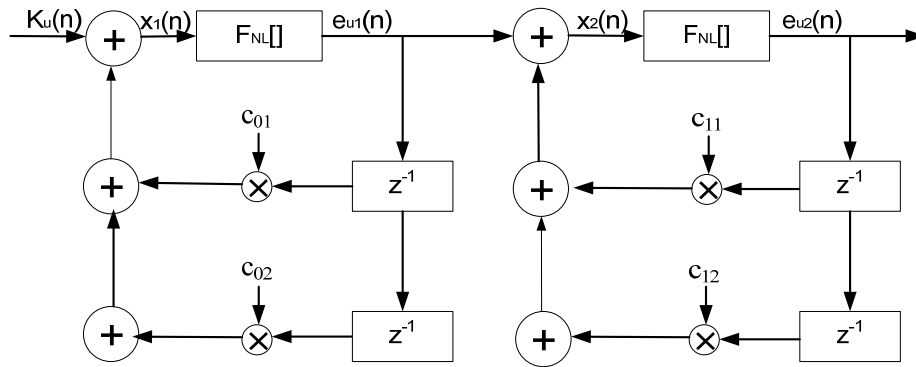 Ku(n) x1(n) FNL[] eu1(n) x2(n) FNL[] eu2(n)
+ +
c01 c11
+ × z-1 + × z-1
c02 c12
+ × z-1 + × z-1